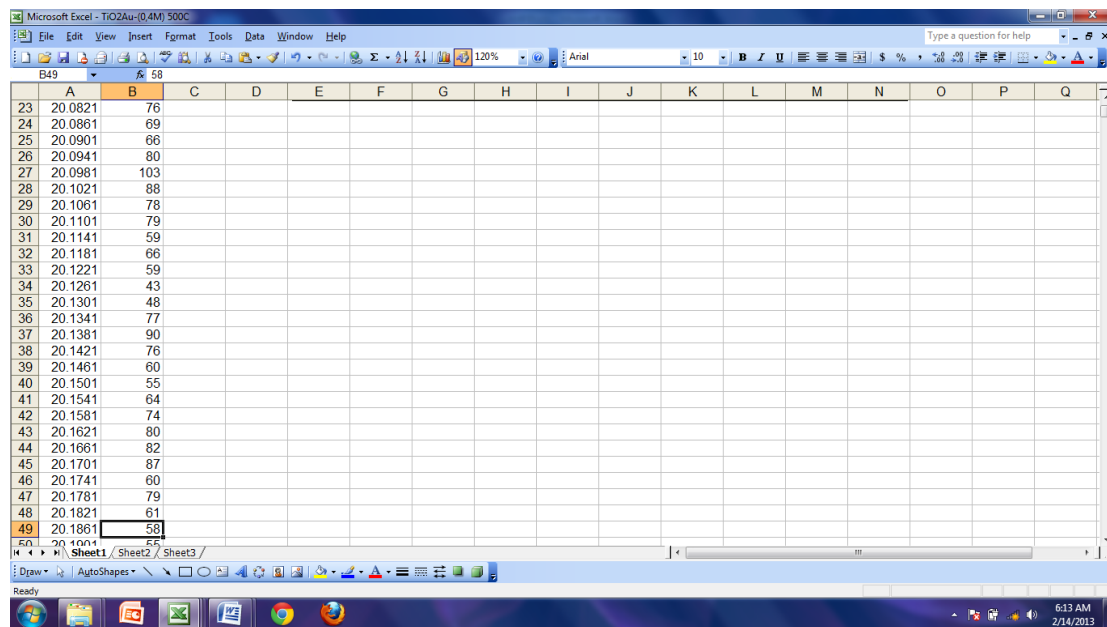 Microsoft Excel - TiO2Au-(0,4M) 500C
File Edit View Insert Format Tools Data Window Help Type a question for help
120% Arial 10 B I U $ % ,
B49 fx 58
A B C D E F G H I J K L M N O P Q
23 20.0821 76
24 20.0861 69
25 20.0901 66
26 20.0941 80
27 20.0981 103
28 20.1021 88
29 20.1061 78
30 20.1101 79
31 20.1141 59
32 20.1181 66
33 20.1221 59
34 20.1261 43
35 20.1301 48
36 20.1341 77
37 20.1381 90
38 20.1421 76
39 20.1461 60
40 20.1501 55
41 20.1541 64
42 20.1581 74
43 20.1621 80
44 20.1661 82
45 20.1701 87
46 20.1741 60
47 20.1781 79
48 20.1821 61
49 20.1861 58
50 20.1901 55
Sheet1 Sheet2 Sheet3
Draw AutoShapes
Ready
6:13 AM
2/14/2013